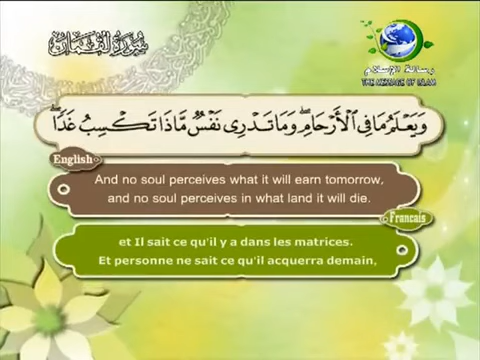 سورة لقمان
رسالة الإسلام
THE MESSAGE OF ISLAM
وَيَعْلَمُ مَا فِي الْأَرْحَامِ ۖ وَمَا تَدْرِي نَفْسٌ مَّاذَا تَكْسِبُ غَدًا ۖ
English
And no soul perceives what it will earn tomorrow,
and no soul perceives in what land it will die.
Francais
et Il sait ce qu'il y a dans les matrices.
Et personne ne sait ce qu'il acquerra demain,